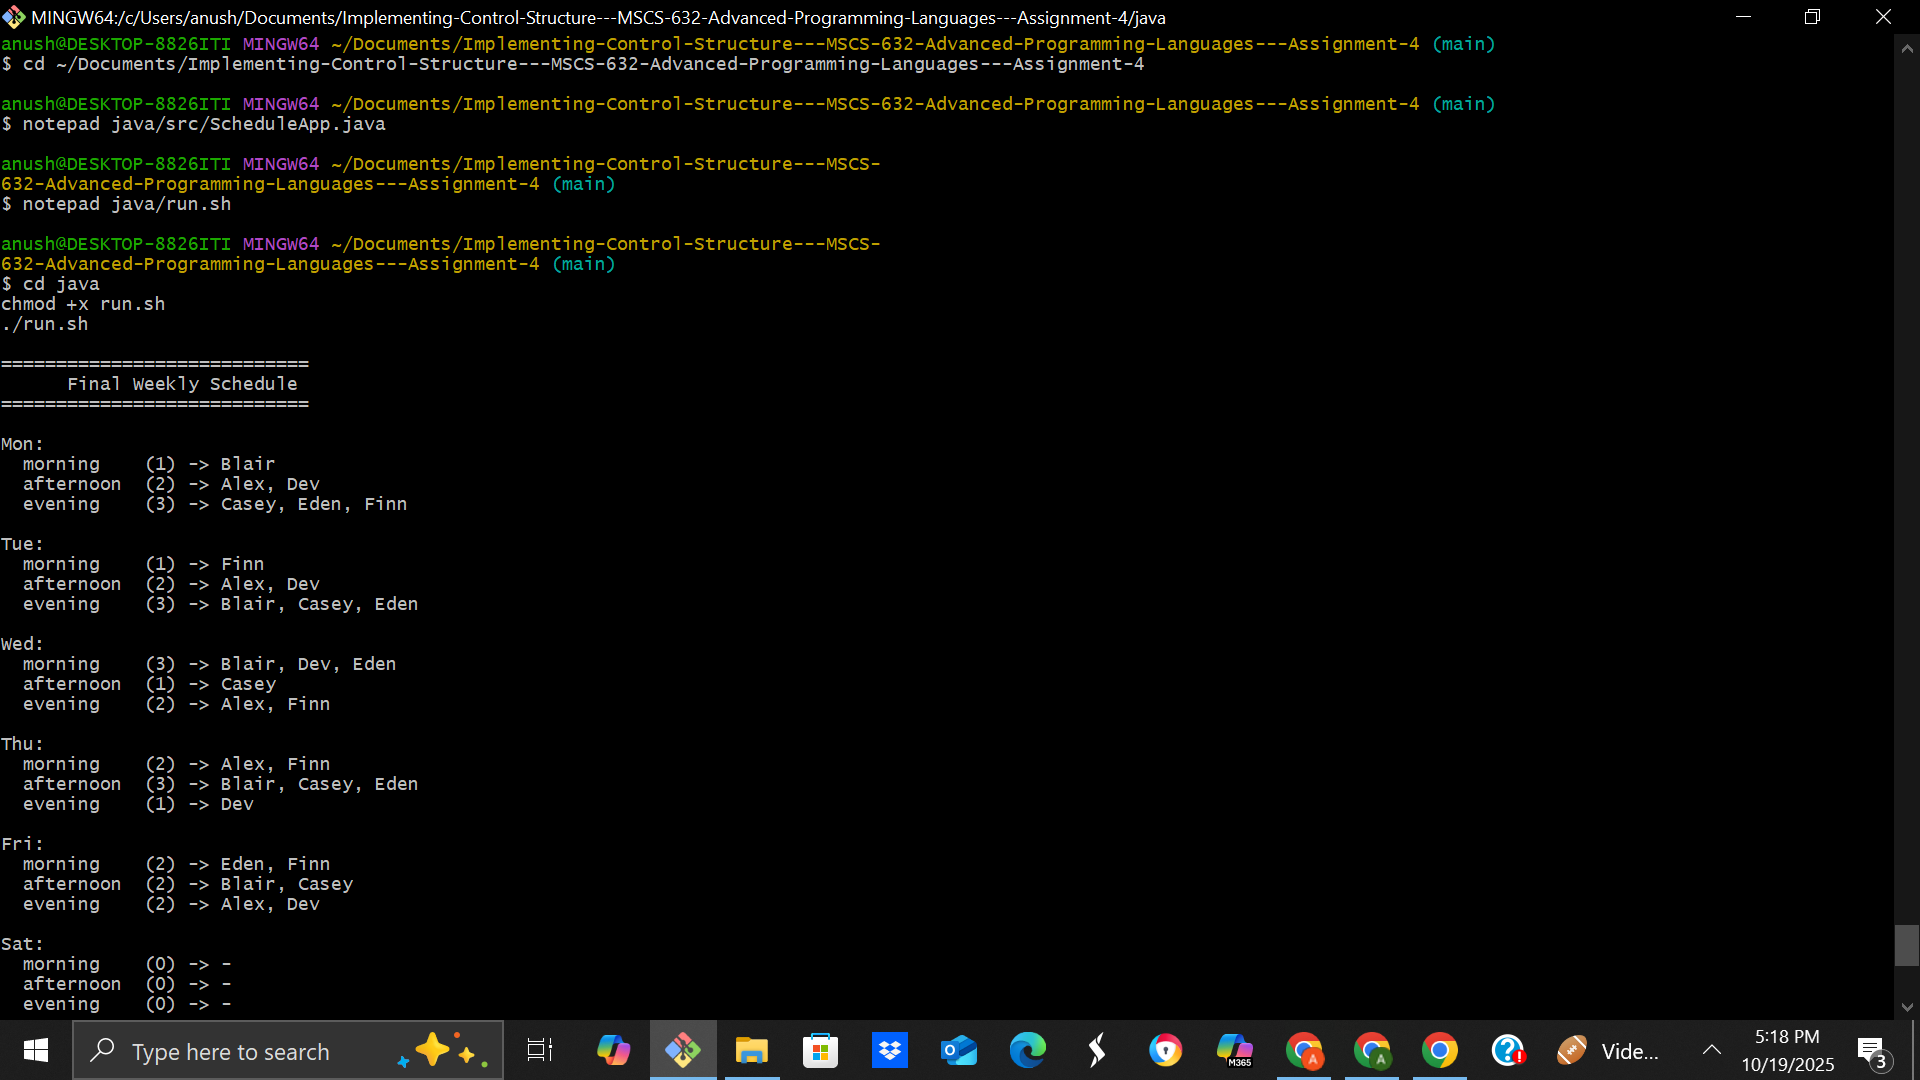 MINGW64:/c/Users/anush/Documents/Implementing-Control-Structure---MSCS-632-Advanced-Programming-Languages---Assignment-4/java
anush@DESKTOP-8826ITI MINGW64 ~/Documents/Implementing-Control-Structure---MSCS-632-Advanced-Programming-Languages---Assignment-4 (main)
$ cd ~/Documents/Implementing-Control-Structure---MSCS-632-Advanced-Programming-Languages---Assignment-4
anush@DESKTOP-8826ITI MINGW64 ~/Documents/Implementing-Control-Structure---MSCS-632-Advanced-Programming-Languages---Assignment-4 (main)
$ notepad java/src/ScheduleApp.java
anush@DESKTOP-8826ITI MINGW64 ~/Documents/Implementing-Control-Structure---MSCS-
632-Advanced-Programming-Languages---Assignment-4 (main)
$ notepad java/run.sh
anush@DESKTOP-8826ITI MINGW64 ~/Documents/Implementing-Control-Structure---MSCS-
632-Advanced-Programming-Languages---Assignment-4 (main)
$ cd java
chmod +x run.sh
./run.sh
============================
Final Weekly Schedule
============================
Mon:
morning (1) -> Blair
afternoon (2) -> Alex, Dev
evening (3) -> Casey, Eden, Finn
Tue:
morning (1) -> Finn
afternoon (2) -> Alex, Dev
evening (3) -> Blair, Casey, Eden
Wed:
morning (3) -> Blair, Dev, Eden
afternoon (1) -> Casey
evening (2) -> Alex, Finn
Thu:
morning (2) -> Alex, Finn
afternoon (3) -> Blair, Casey, Eden
evening (1) -> Dev
Fri:
morning (2) -> Eden, Finn
afternoon (2) -> Blair, Casey
evening (2) -> Alex, Dev
Sat:
morning (0) -> -
afternoon (0) -> -
evening (0) -> -
Type here to search
M365
A
A
Vide...
5:18 PM
10/19/2025
3